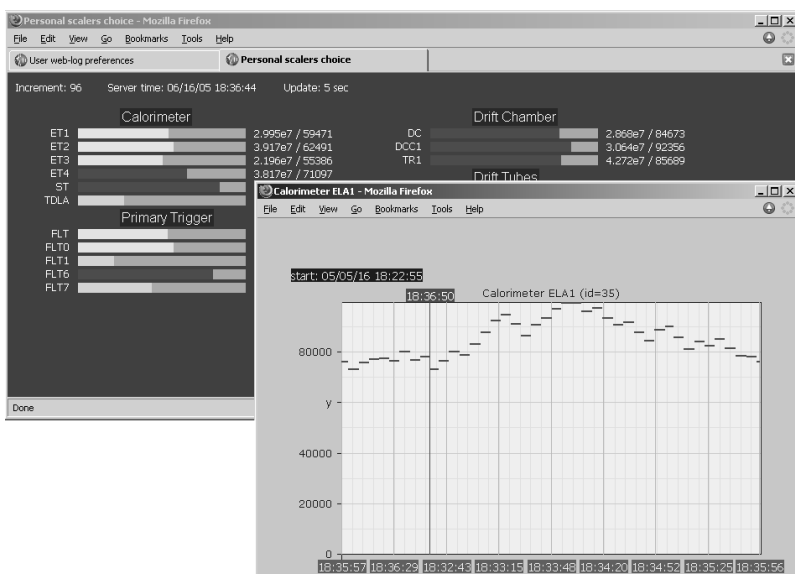 Personal scalers choice - Mozilla Firefox
File Edit View Go Bookmarks Tools Help
User web-log preferences Personal scalers choice
Increment: 96 Server time: 06/16/05 18:36:44 Update: 5 sec
Calorimeter Drift Chamber
ET1 2.995e7 / 59471 DC 2.868e7 / 84673
ET2 3.917e7 / 62491 DCC1 3.064e7 / 92356
ET3 2.196e7 / 55386 TR1 4.272e7 / 85689
ET4 3.817e7 / 71097 Drift Tubes
ST
TDLA
Primary Trigger
FLT
FLT0
FLT1
FLT6
FLT7
Done
Calorimeter ELA1 - Mozilla Firefox
File Edit View Go Bookmarks Tools Help
start: 05/05/16 18:22:55
18:36:50 Calorimeter ELA1 (id=35)
80000
y
40000
20000
0
18:35:57 18:36:29 18:32:43 18:33:15 18:33:48 18:34:20 18:34:52 18:35:25 18:35:56